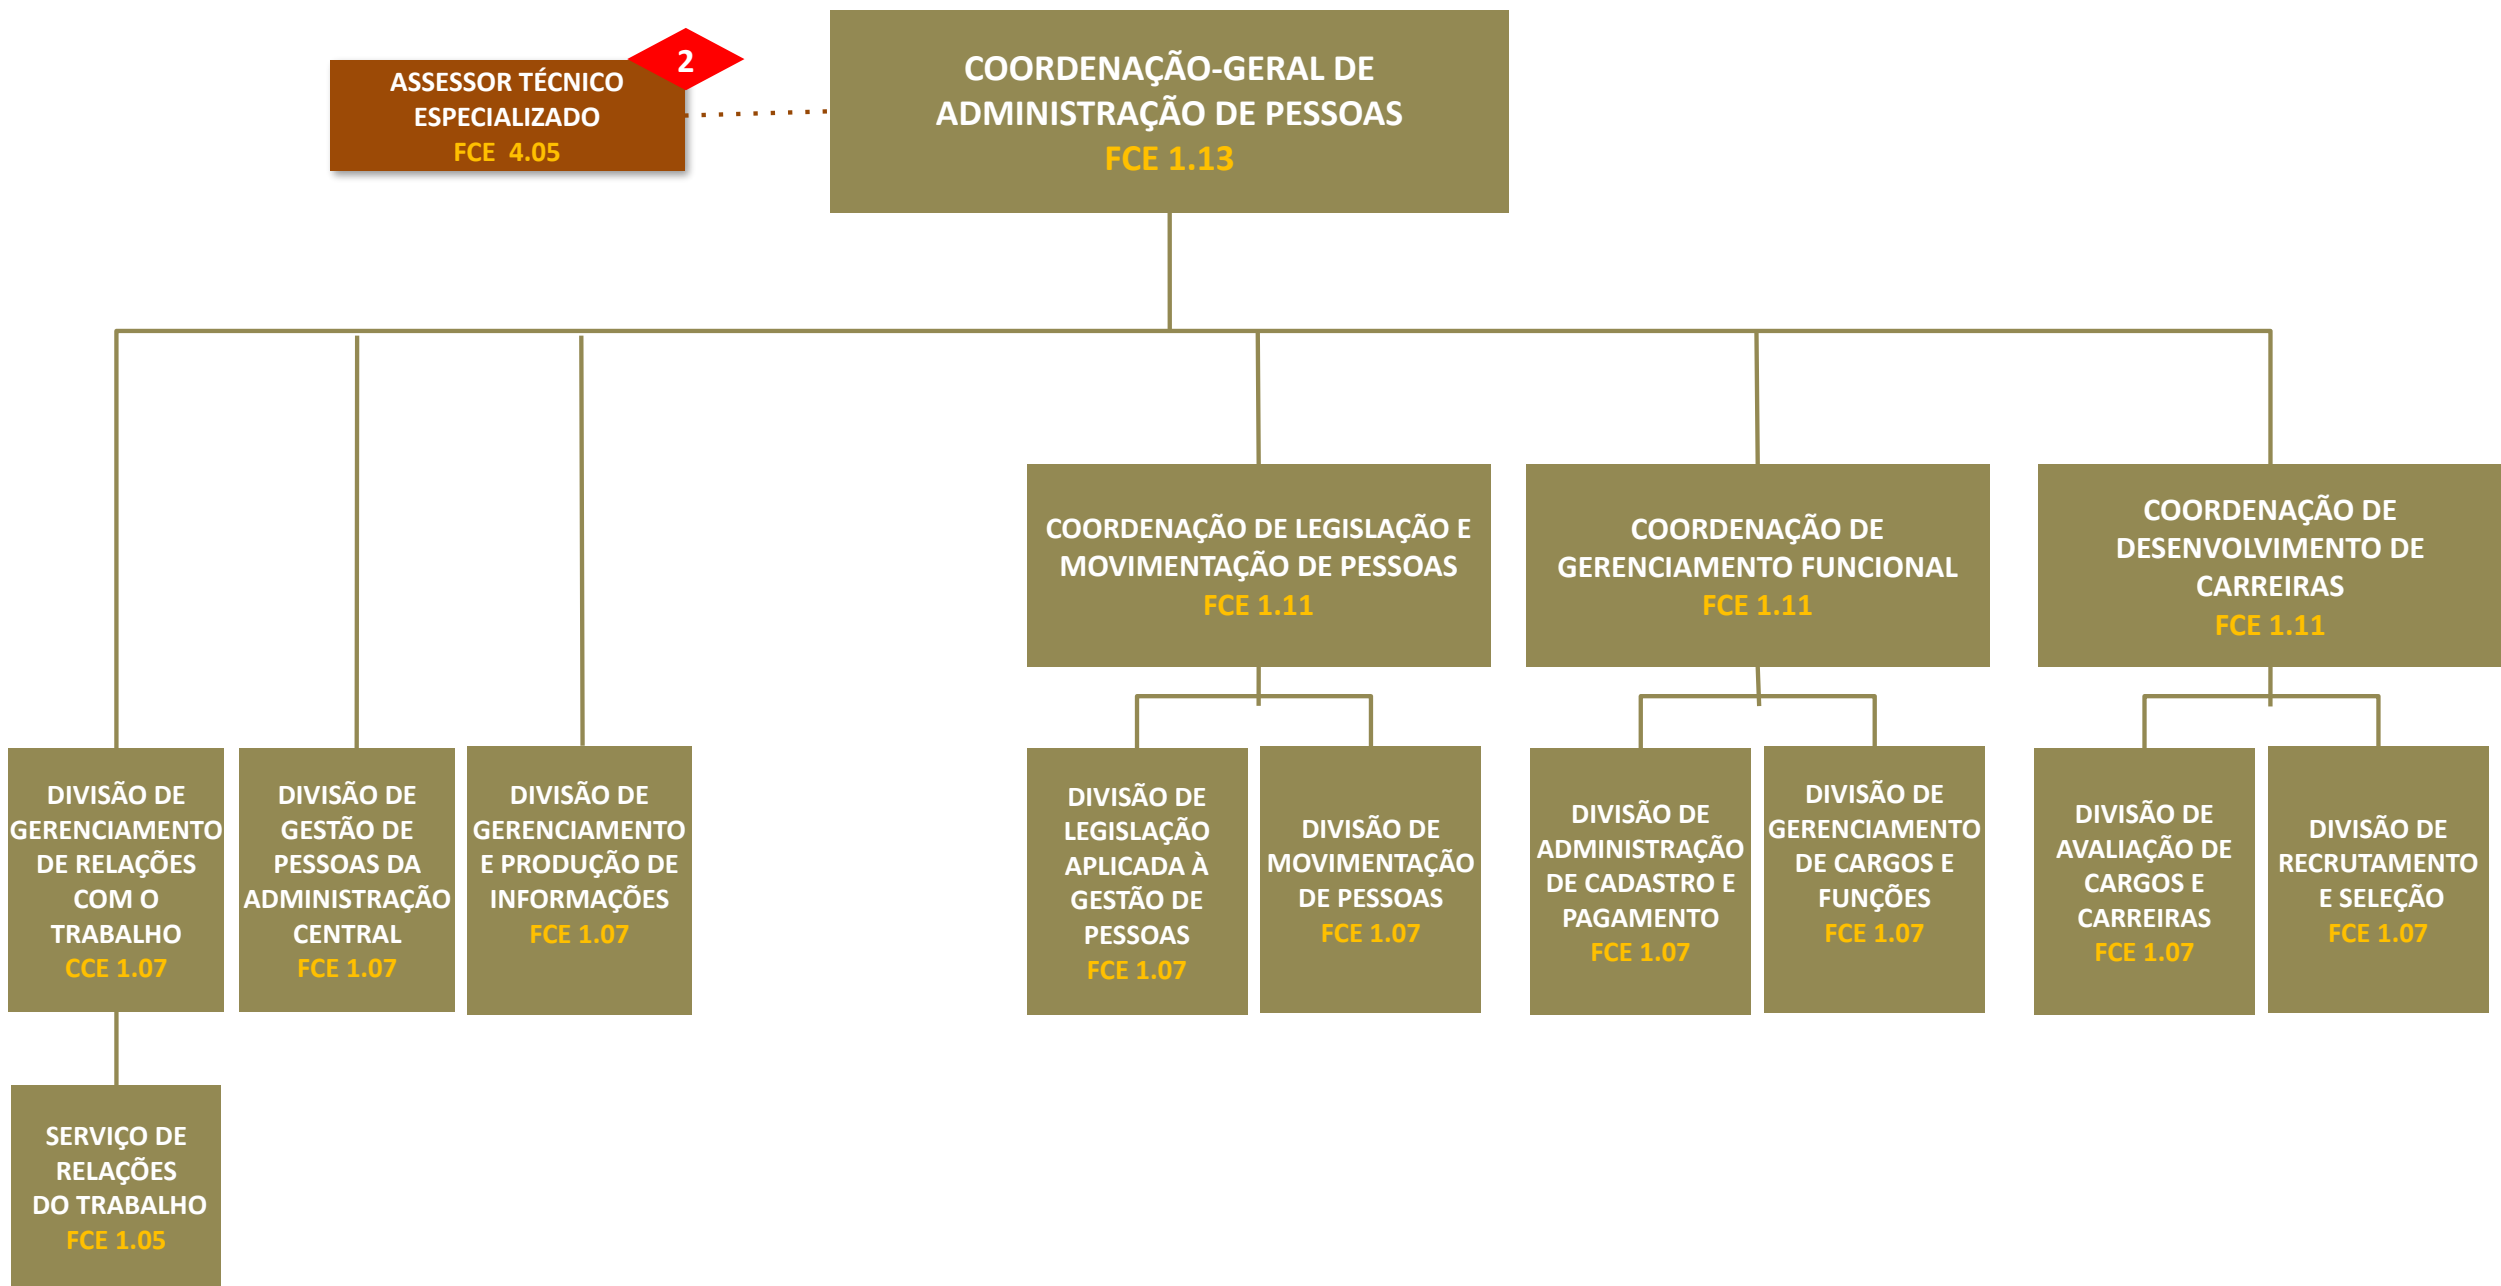 2
ASSESSOR TÉCNICO
ESPECIALIZADO
FCE 4.05
COORDENAÇÃO-GERAL DE
ADMINISTRAÇÃO DE PESSOAS
FCE 1.13
COORDENAÇÃO DE LEGISLAÇÃO E
MOVIMENTAÇÃO DE PESSOAS
FCE 1.11
COORDENAÇÃO DE
GERENCIAMENTO FUNCIONAL
FCE 1.11
COORDENAÇÃO DE
DESENVOLVIMENTO DE
CARREIRAS
FCE 1.11
DIVISÃO DE
GERENCIAMENTO
DE RELAÇÕES
COM O
TRABALHO
CCE 1.07
DIVISÃO DE
GESTÃO DE
PESSOAS DA
ADMINISTRAÇÃO
CENTRAL
FCE 1.07
DIVISÃO DE
GERENCIAMENTO
E PRODUÇÃO DE
INFORMAÇÕES
FCE 1.07
DIVISÃO DE
LEGISLAÇÃO
APLICADA À
GESTÃO DE
PESSOAS
FCE 1.07
DIVISÃO DE
MOVIMENTAÇÃO
DE PESSOAS
FCE 1.07
DIVISÃO DE
ADMINISTRAÇÃO
DE CADASTRO E
PAGAMENTO
FCE 1.07
DIVISÃO DE
GERENCIAMENTO
DE CARGOS E
FUNÇÕES
FCE 1.07
DIVISÃO DE
AVALIAÇÃO DE
CARGOS E
CARREIRAS
FCE 1.07
DIVISÃO DE
RECRUTAMENTO
E SELEÇÃO
FCE 1.07
SERVIÇO DE
RELAÇÕES
DO TRABALHO
FCE 1.05